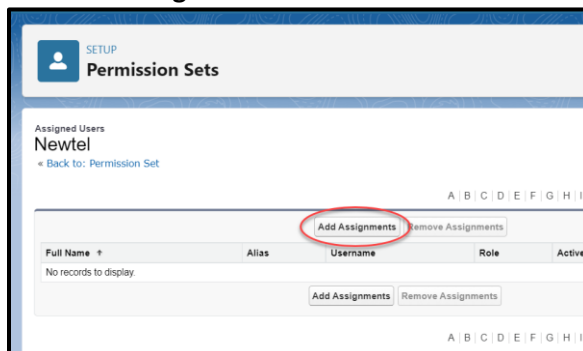 SETUP
Permission Sets
Assigned Users
Newtel
« Back to: Permission Set
A | B | C | D | E | F | G | H | I
Add Assignments Remove Assignments
Full Name ↑ Alias Username Role Active
No records to display.
Add Assignments Remove Assignments
A | B | C | D | E | F | G | H | I